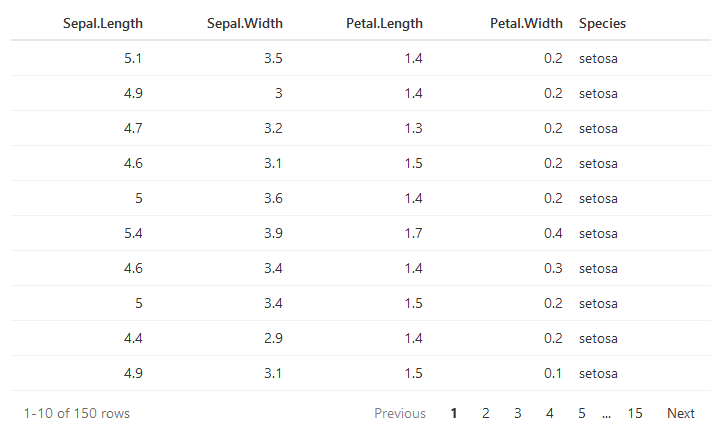 Sepal.Length Sepal.Width Petal.Length Petal.Width Species
5.1 3.5 1.4 0.2 setosa
4.9 3 1.4 0.2 setosa
4.7 3.2 1.3 0.2 setosa
4.6 3.1 1.5 0.2 setosa
5 3.6 1.4 0.2 setosa
5.4 3.9 1.7 0.4 setosa
4.6 3.4 1.4 0.3 setosa
5 3.4 1.5 0.2 setosa
4.4 2.9 1.4 0.2 setosa
4.9 3.1 1.5 0.1 setosa
1-10 of 150 rows Previous 1 2 3 4 5 ... 15 Next